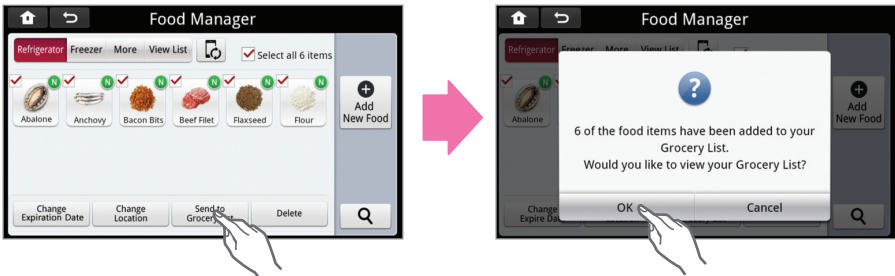 Food Manager
Refrigerator Freezer More View List
Select all 6 items
N N N N N N
Abalone Anchovy Bacon Bits Beef Filet Flaxseed Flour
Add
New Food
Change
Expiration Date
Change
Location
Send to
Delete
Food Manager
Refrigerator Freezer More View List
Abalone
Add
New Food
6 of the food items have been added to your
Grocery List.
Would you like to view your Grocery List?
OK Cancel
Change